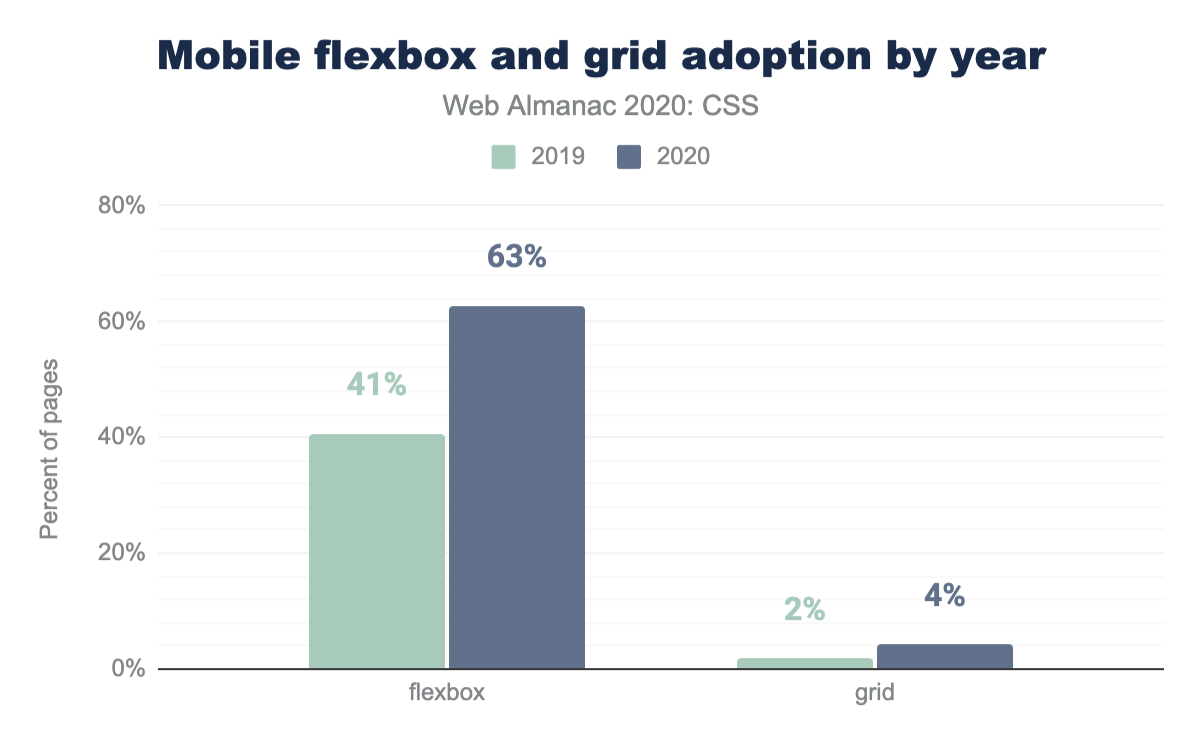 Mobile flexbox and grid adoption by year
Web Almanac 2020: CSS
2019 2020
80%
60%
40%
20%
0%
Percent of pages
41%
63%
2%
4%
flexbox
grid